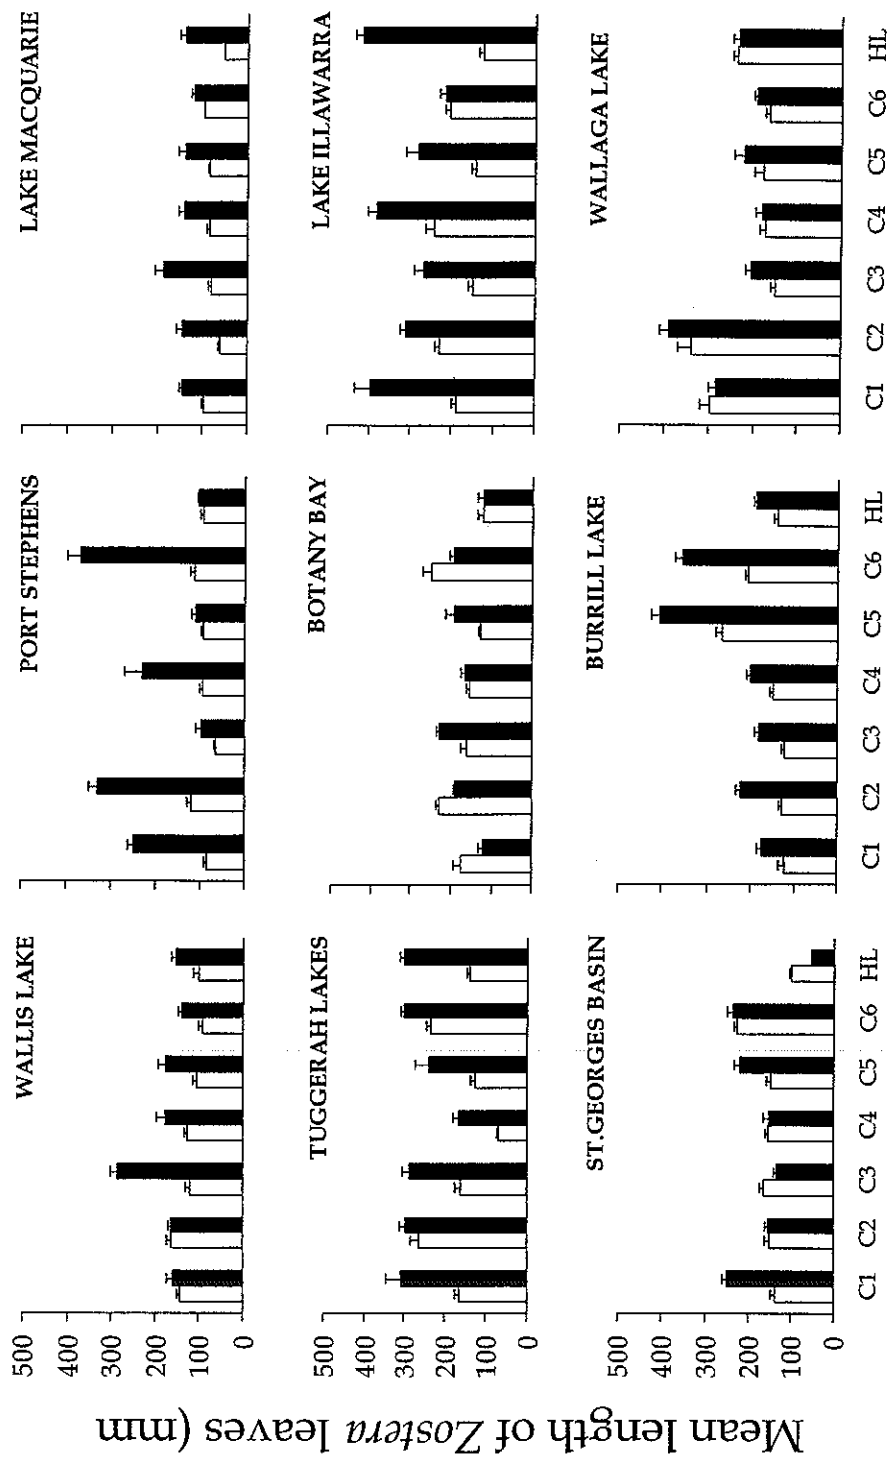 Mean length of Zostera leaves (mm)
WALLIS LAKE
500
400
300
200
100
0
PORT STEPHENS
LAKE MACQUARIE
TUGGERAH LAKES
500
400
300
200
100
0
BOTANY BAY
LAKE ILLAWARRA
ST.GEORGES BASIN
500
400
300
200
100
0
C1 C2 C3 C4 C5 C6 HL
BURRILL LAKE
C1 C2 C3 C4 C5 C6 HL
WALLAGA LAKE
C1 C2 C3 C4 C5 C6 HL